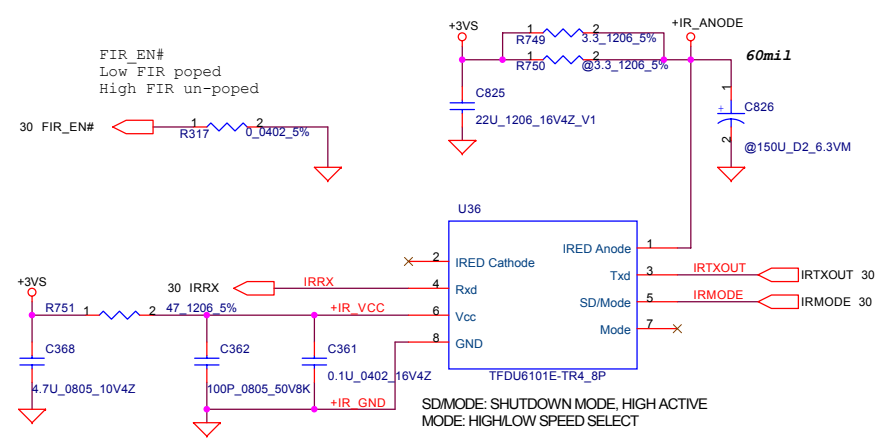 FIR_EN#
Low FIR poped
High FIR un-poped
30 FIR_EN#
1
2
R317
0_0402_5%
+3VS
1
2
R749
3.3_1206_5%
1
2
R750
@3.3_1206_5%
+IR_ANODE
60mil
C825
22U_1206_16V4Z_V1
1
+
C826
2
@150U_D2_6.3VM
U36
2
IRED Cathode
IRED Anode
1
Txd
3
IRTXOUT
IRTXOUT 30
30 IRRX
IRRX
4
Rxd
SD/Mode
5
IRMODE
IRMODE 30
+3VS
R751
1
2
47_1206_5%
+IR_VCC
6
Vcc
Mode
7
8
GND
C368
4.7U_0805_10V4Z
C362
100P_0805_50V8K
C361
0.1U_0402_16V4Z
+IR_GND
TFDU6101E-TR4_8P
SD/MODE: SHUTDOWN MODE, HIGH ACTIVE
MODE: HIGH/LOW SPEED SELECT